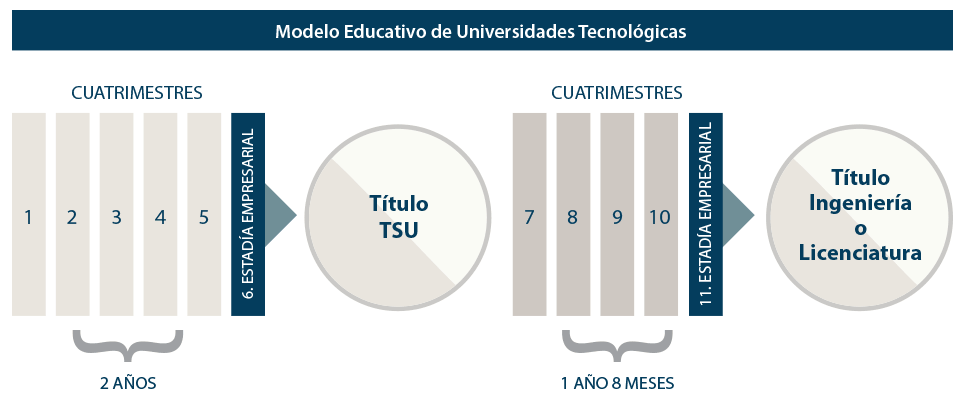 Modelo Educativo de Universidades Tecnológicas
CUATRIMESTRES
1 2 3 4 5
6. ESTADÍA EMPRESARIAL
Título
TSU
2 AÑOS
CUATRIMESTRES
7 8 9 10
11. ESTADÍA EMPRESARIAL
Título
Ingeniería
o
Licenciatura
1 AÑO 8 MESES